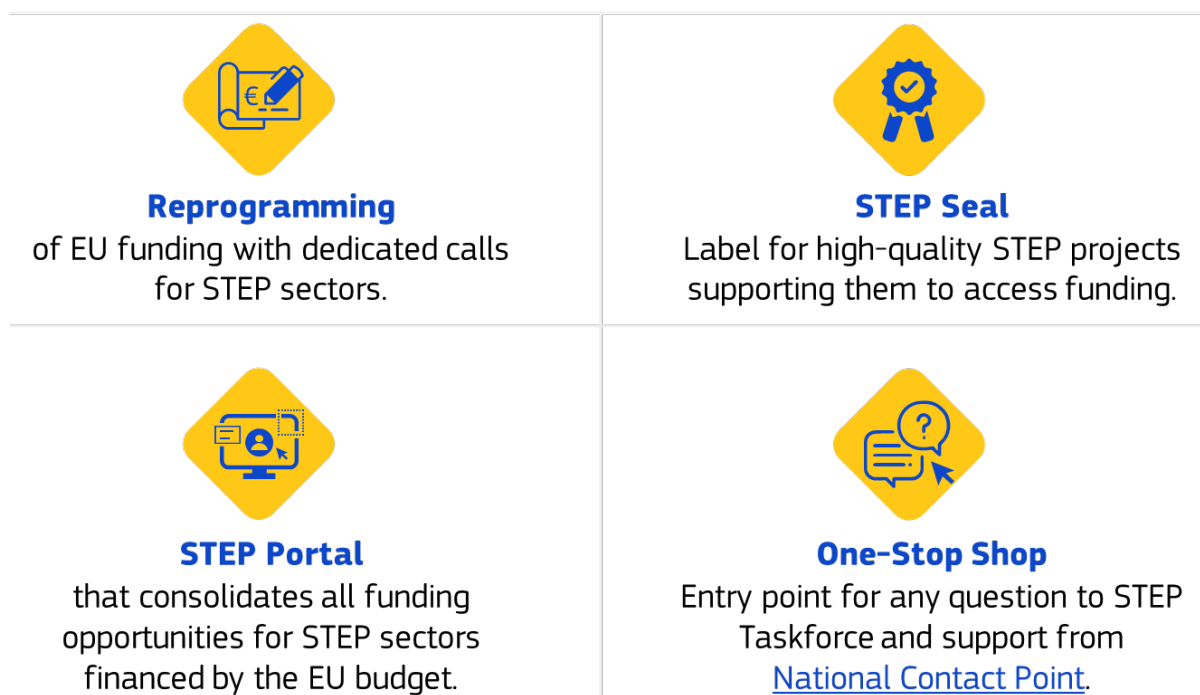 €
Reprogramming
of EU funding with dedicated calls
for STEP sectors.
STEP Seal
Label for high-quality STEP projects
supporting them to access funding.
STEP Portal
that consolidates all funding
opportunities for STEP sectors
financed by the EU budget.
?
One-Stop Shop
Entry point for any question to STEP
Taskforce and support from
National Contact Point.